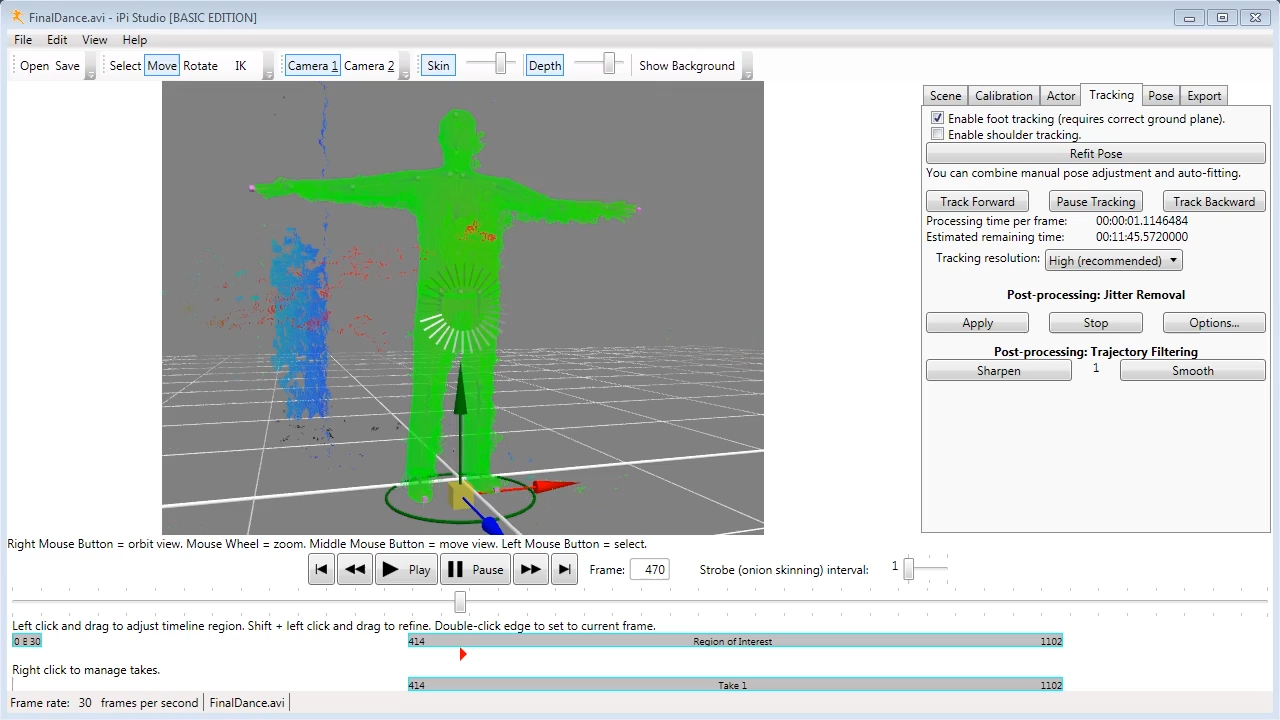 FinalDance.avi - iPi Studio [BASIC EDITION]
File Edit View Help
Open Save Select Move Rotate IK Camera 1 Camera 2 Skin Depth Show Background
Scene Calibration Actor Tracking Pose Export
Enable foot tracking (requires correct ground plane).
Enable shoulder tracking.
Refit Pose
You can combine manual pose adjustment and auto-fitting.
Track Forward Pause Tracking Track Backward
Processing time per frame: 00:00:01.1146484
Estimated remaining time: 00:11:45.5720000
Tracking resolution: High (recommended)
Post-processing: Jitter Removal
Apply Stop Options...
Post-processing: Trajectory Filtering
Sharpen 1 Smooth
Right Mouse Button = orbit view. Mouse Wheel = zoom. Middle Mouse Button = move view. Left Mouse Button = select.
Play Pause Frame: 470 Strobe (onion skinning) interval: 1
Left click and drag to adjust timeline region. Shift + left click and drag to refine. Double-click edge to set to current frame.
0 8 30 414 Region of Interest 1102
Right click to manage takes.
414 Take 1 1102
Frame rate: 30 frames per second FinalDance.avi